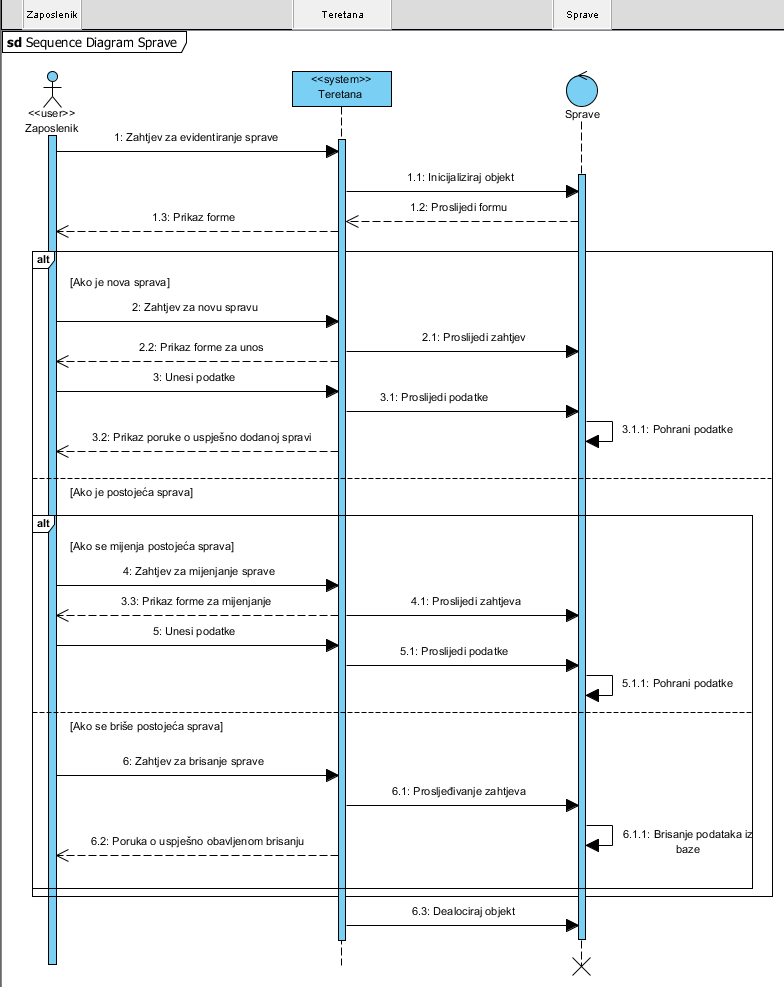 Zaposlenik
Teretana
Sprave
sd Sequence Diagram Sprave
<<user>>
Zaposlenik
<<system>>
Teretana
Sprave
1: Zahtjev za evidentiranje sprave
1.1: Inicijaliziraj objekt
1.2: Proslijedi formu
1.3: Prikaz forme
alt
[Ako je nova sprava]
2: Zahtjev za novu spravu
2.1: Proslijedi zahtjev
2.2: Prikaz forme za unos
3: Unesi podatke
3.1: Proslijedi podatke
3.1.1: Pohrani podatke
3.2: Prikaz poruke o uspješno dodanoj spravi
[Ako je postojeća sprava]
alt
[Ako se mijenja postojeća sprava]
4: Zahtjev za mijenjanje sprave
3.3: Prikaz forme za mijenjanje
4.1: Proslijedi zahtjeva
5: Unesi podatke
5.1: Proslijedi podatke
5.1.1: Pohrani podatke
[Ako se briše postojeća sprava]
6: Zahtjev za brisanje sprave
6.1: Prosljeđivanje zahtjeva
6.1.1: Brisanje podataka iz
baze
6.2: Poruka o uspješno obavljenom brisanju
6.3: Dealociraj objekt